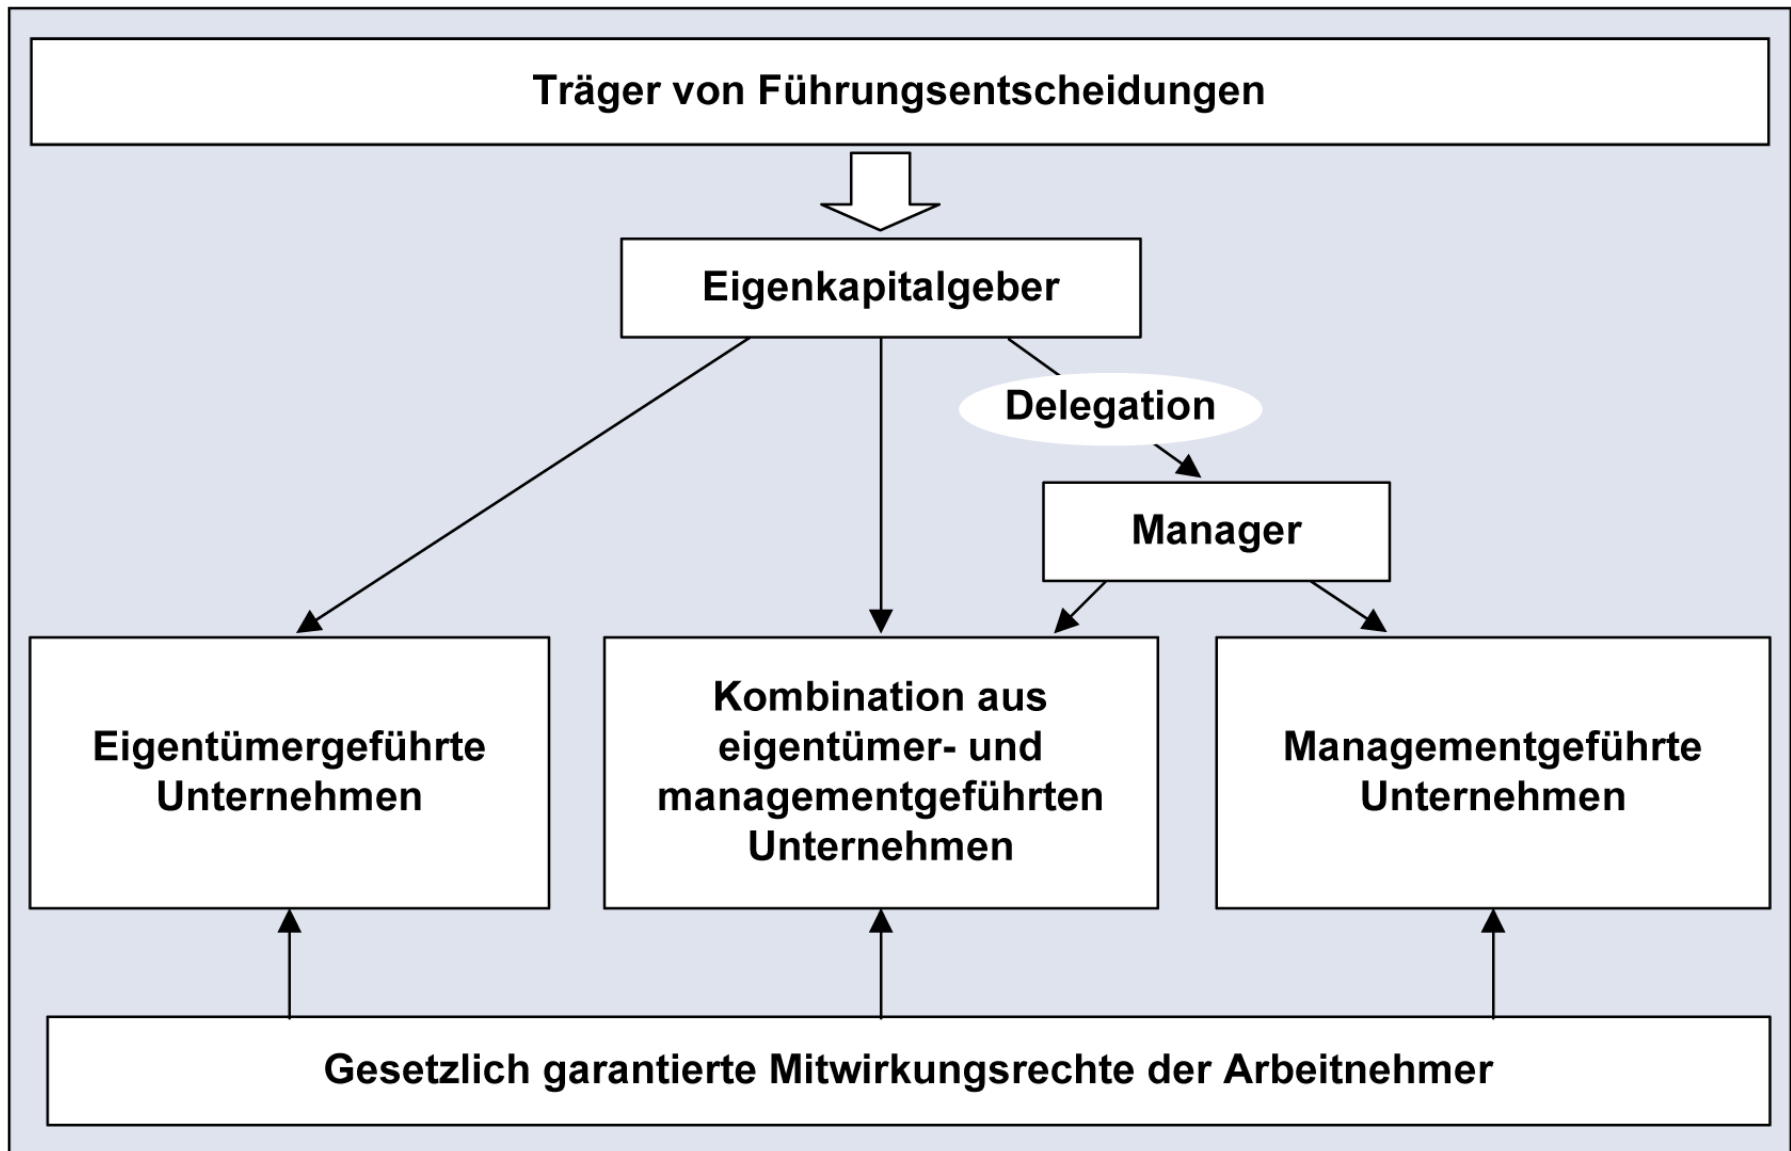 Träger von Führungsentscheidungen
Eigenkapitalgeber
Delegation
Manager
Eigentümergeführte
Unternehmen
Kombination aus
eigentümer- und
managementgeführten
Unternehmen
Managementgeführte
Unternehmen
Gesetzlich garantierte Mitwirkungsrechte der Arbeitnehmer